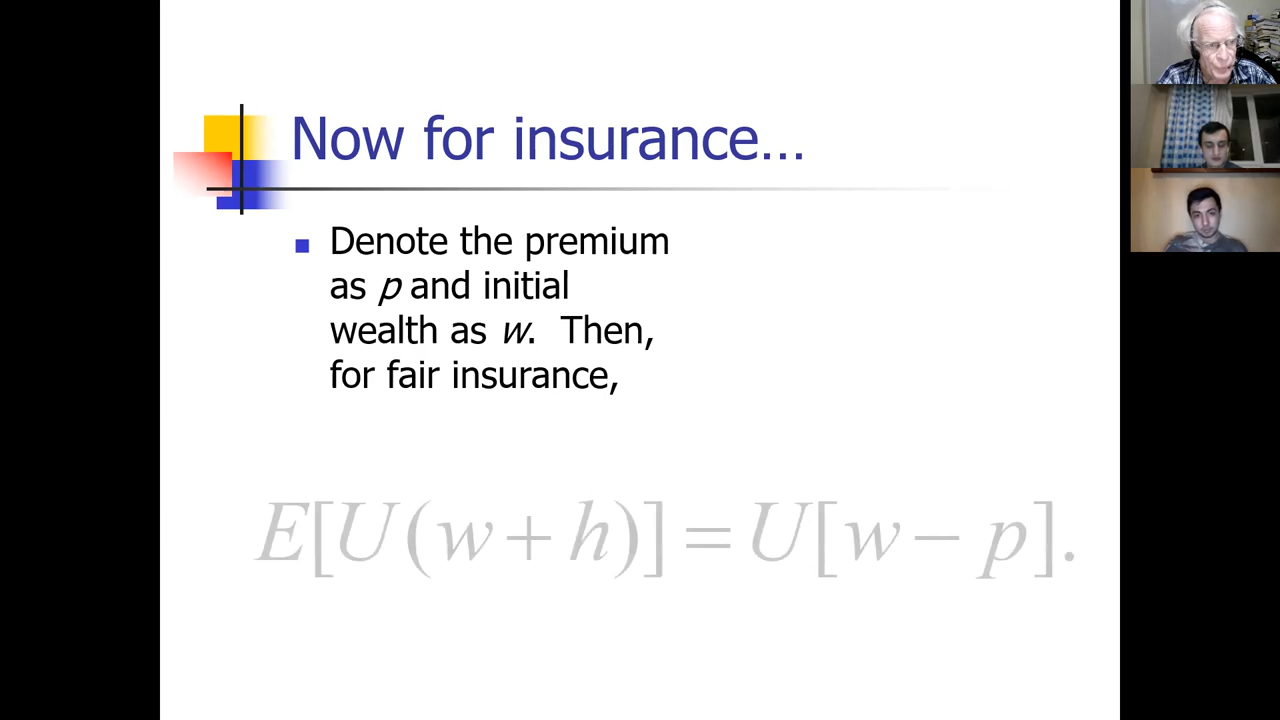 Now for insurance...
Denote the premium
as p and initial
wealth as w. Then,
for fair insurance,
E[U(w + h)] = U[w − p].